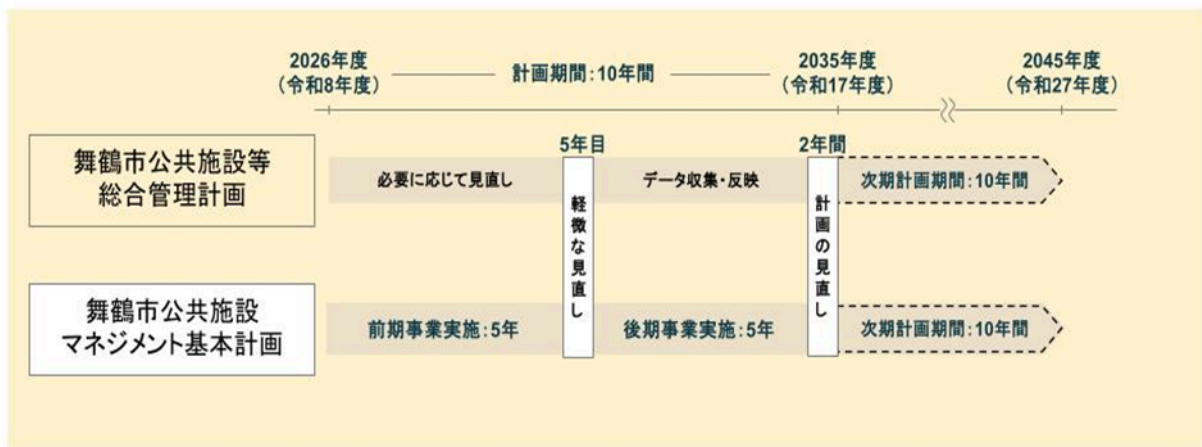 2026年度
(令和8年度)
計画期間:10年間
2035年度
(令和17年度)
2045年度
(令和27年度)
舞鶴市公共施設等
総合管理計画
必要に応じて見直し
5年目
軽微な見直し
データ収集・反映
2年間
計画の見直し
次期計画期間:10年間
舞鶴市公共施設
マネジメント基本計画
前期事業実施:5年
後期事業実施:5年
次期計画期間:10年間